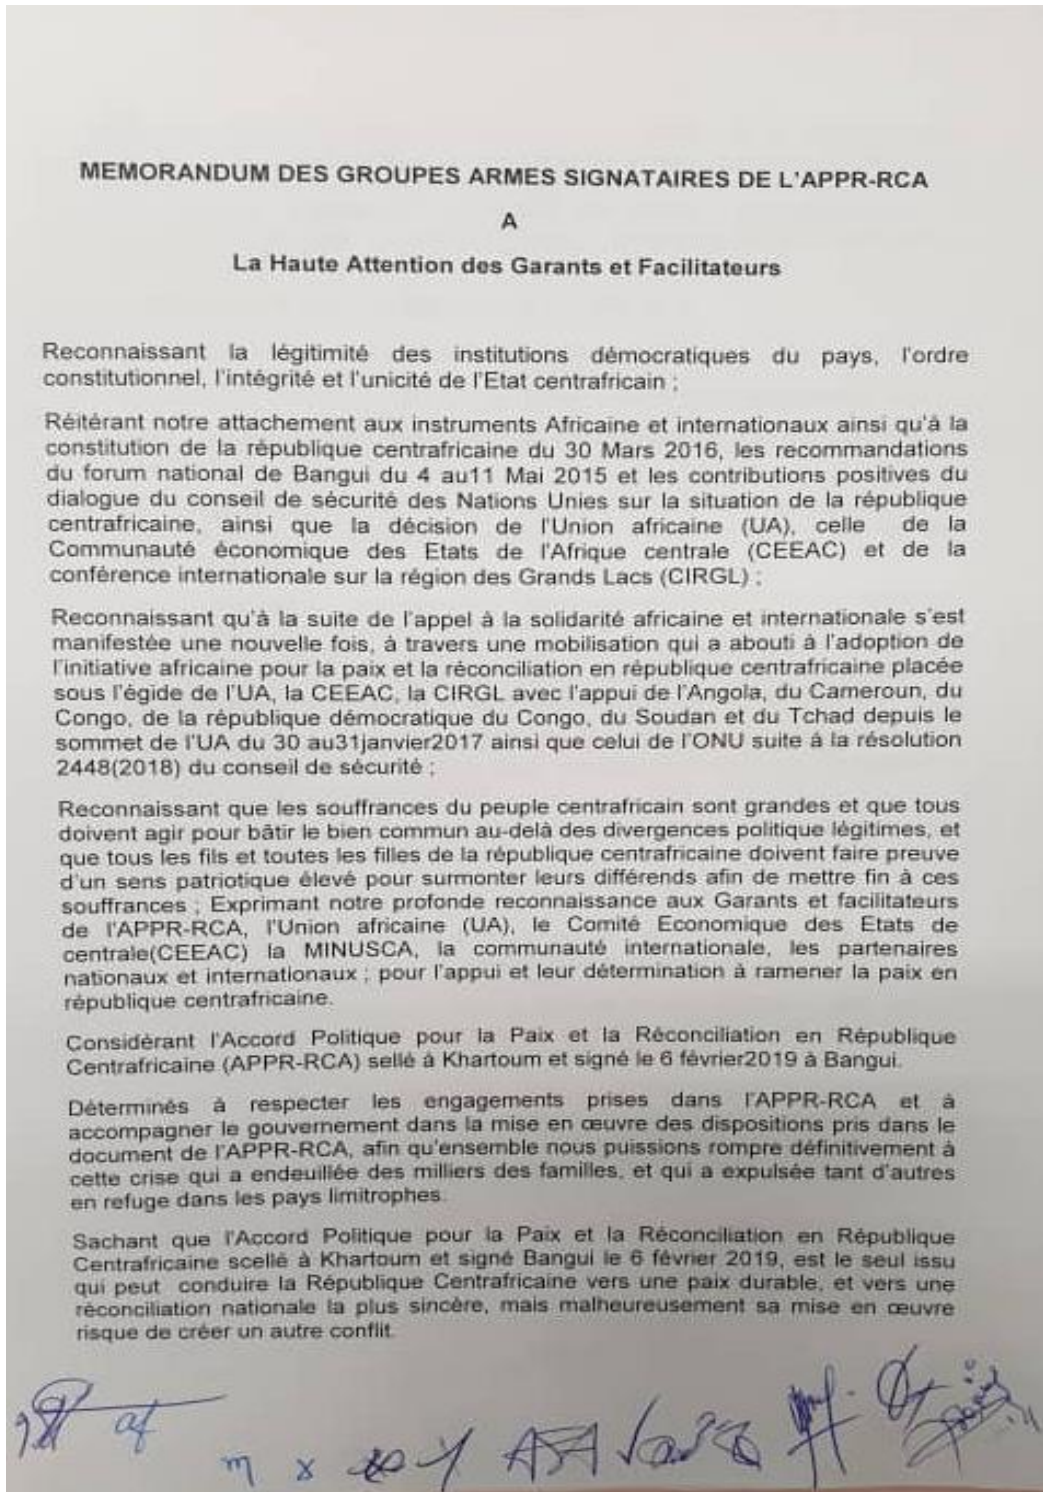 MEMORANDUM DES GROUPES ARMES SIGNATAIRES DE L'APPR-RCA
A
La Haute Attention des Garants et Facilitateurs
Reconnaissant la légitimité des institutions démocratiques du pays, l'ordre
constitutionnel, l'intégrité et l'unicité de l'Etat centrafricain ;
Réitérant notre attachement aux instruments Africaine et internationaux ainsi qu'à la
constitution de la république centrafricaine du 30 Mars 2016, les recommandations
du forum national de Bangui du 4 au11 Mai 2015 et les contributions positives du
dialogue du conseil de sécurité des Nations Unies sur la situation de la république
centrafricaine, ainsi que la décision de l'Union africaine (UA), celle de la
Communauté économique des Etats de l'Afrique centrale (CEEAC) et de la
conférence internationale sur la région des Grands Lacs (CIRGL) ;
Reconnaissant qu'à la suite de l'appel à la solidarité africaine et internationale s'est
manifestée une nouvelle fois, à travers une mobilisation qui a abouti à l'adoption de
l'initiative africaine pour la paix et la réconciliation en république centrafricaine placée
sous l'égide de l'UA, la CEEAC, la CIRGL avec l'appui de l'Angola, du Cameroun, du
Congo, de la république démocratique du Congo, du Soudan et du Tchad depuis le
sommet de l'UA du 30 au31janvier2017 ainsi que celui de l'ONU suite à la résolution
2448(2018) du conseil de sécurité ;
Reconnaissant que les souffrances du peuple centrafricain sont grandes et que tous
doivent agir pour bâtir le bien commun au-delà des divergences politique légitimes, et
que tous les fils et toutes les filles de la république centrafricaine doivent faire preuve
d'un sens patriotique élevé pour surmonter leurs différends afin de mettre fin à ces
souffrances ; Exprimant notre profonde reconnaissance aux Garants et facilitateurs
de l'APPR-RCA, l'Union africaine (UA), le Comité Economique des Etats de
centrale(CEEAC) la MINUSCA, la communauté internationale, les partenaires
nationaux et internationaux ; pour l'appui et leur détermination à ramener la paix en
république centrafricaine.
Considérant l'Accord Politique pour la Paix et la Réconciliation en République
Centrafricaine (APPR-RCA) sellé à Khartoum et signé le 6 février2019 à Bangui.
Déterminés à respecter les engagements prises dans l'APPR-RCA et à
accompagner le gouvernement dans la mise en œuvre des dispositions pris dans le
document de l'APPR-RCA, afin qu'ensemble nous puissions rompre définitivement à
cette crise qui a endeuillée des milliers des familles, et qui a expulsée tant d'autres
en refuge dans les pays limitrophes.
Sachant que l'Accord Politique pour la Paix et la Réconciliation en République
Centrafricaine scellé à Khartoum et signé Bangui le 6 février 2019, est le seul issu
qui peut conduire la République Centrafricaine vers une paix durable, et vers une
réconciliation nationale la plus sincère, mais malheureusement sa mise en œuvre
risque de créer un autre conflit.